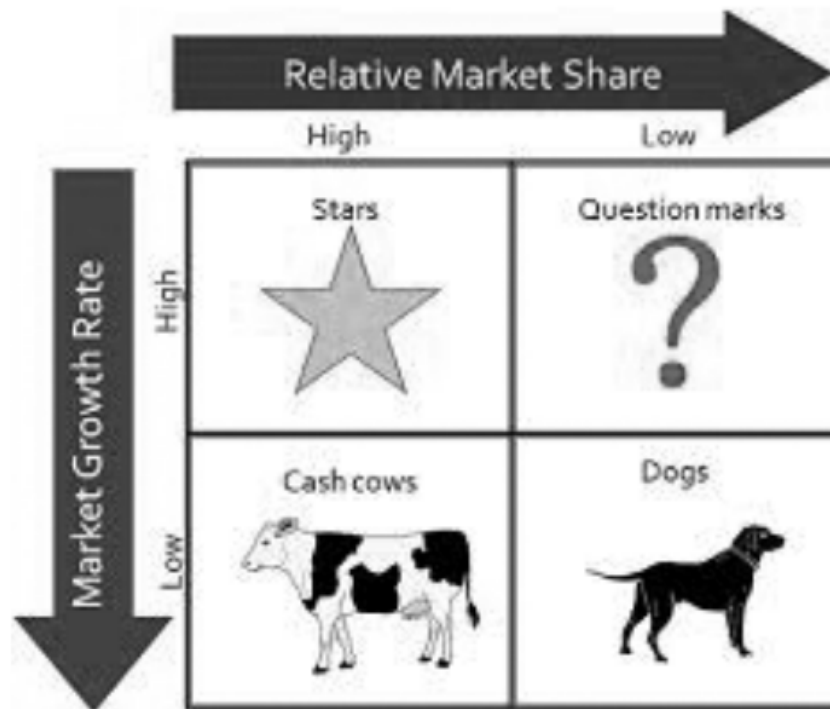 Relative Market Share
High
Low
Market Growth Rate
High
Stars
Question marks
Low
Cash cows
Dogs